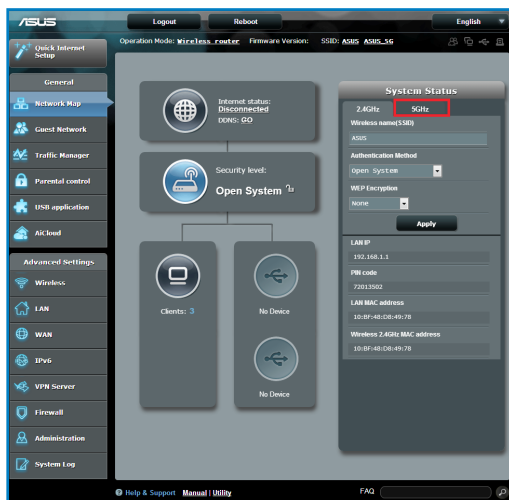 ASUS
Logout
Reboot
English
Quick Internet
Setup
Operation Mode: Wireless router Firmware Version: SSID: ASUS ASUS_5G
General
Network Map
Guest Network
Traffic Manager
Parental control
USB application
AiCloud
Advanced Settings
Wireless
LAN
WAN
IPv6
VPN Server
Firewall
Administration
System Log
Internet status:
Disconnected
DDNS: GO
Security level:
Open System
Clients: 3
No Device
No Device
System Status
2.4GHz
5GHz
Wireless name(SSID)
ASUS
Authentication Method
Open System
WEP Encryption
None
Apply
LAN IP
192.168.1.1
PIN code
72013502
LAN MAC address
10:BF:48:D8:49:78
Wireless 2.4GHz MAC address
10:BF:48:D8:49:78
Help & Support Manual | Utility
FAQ